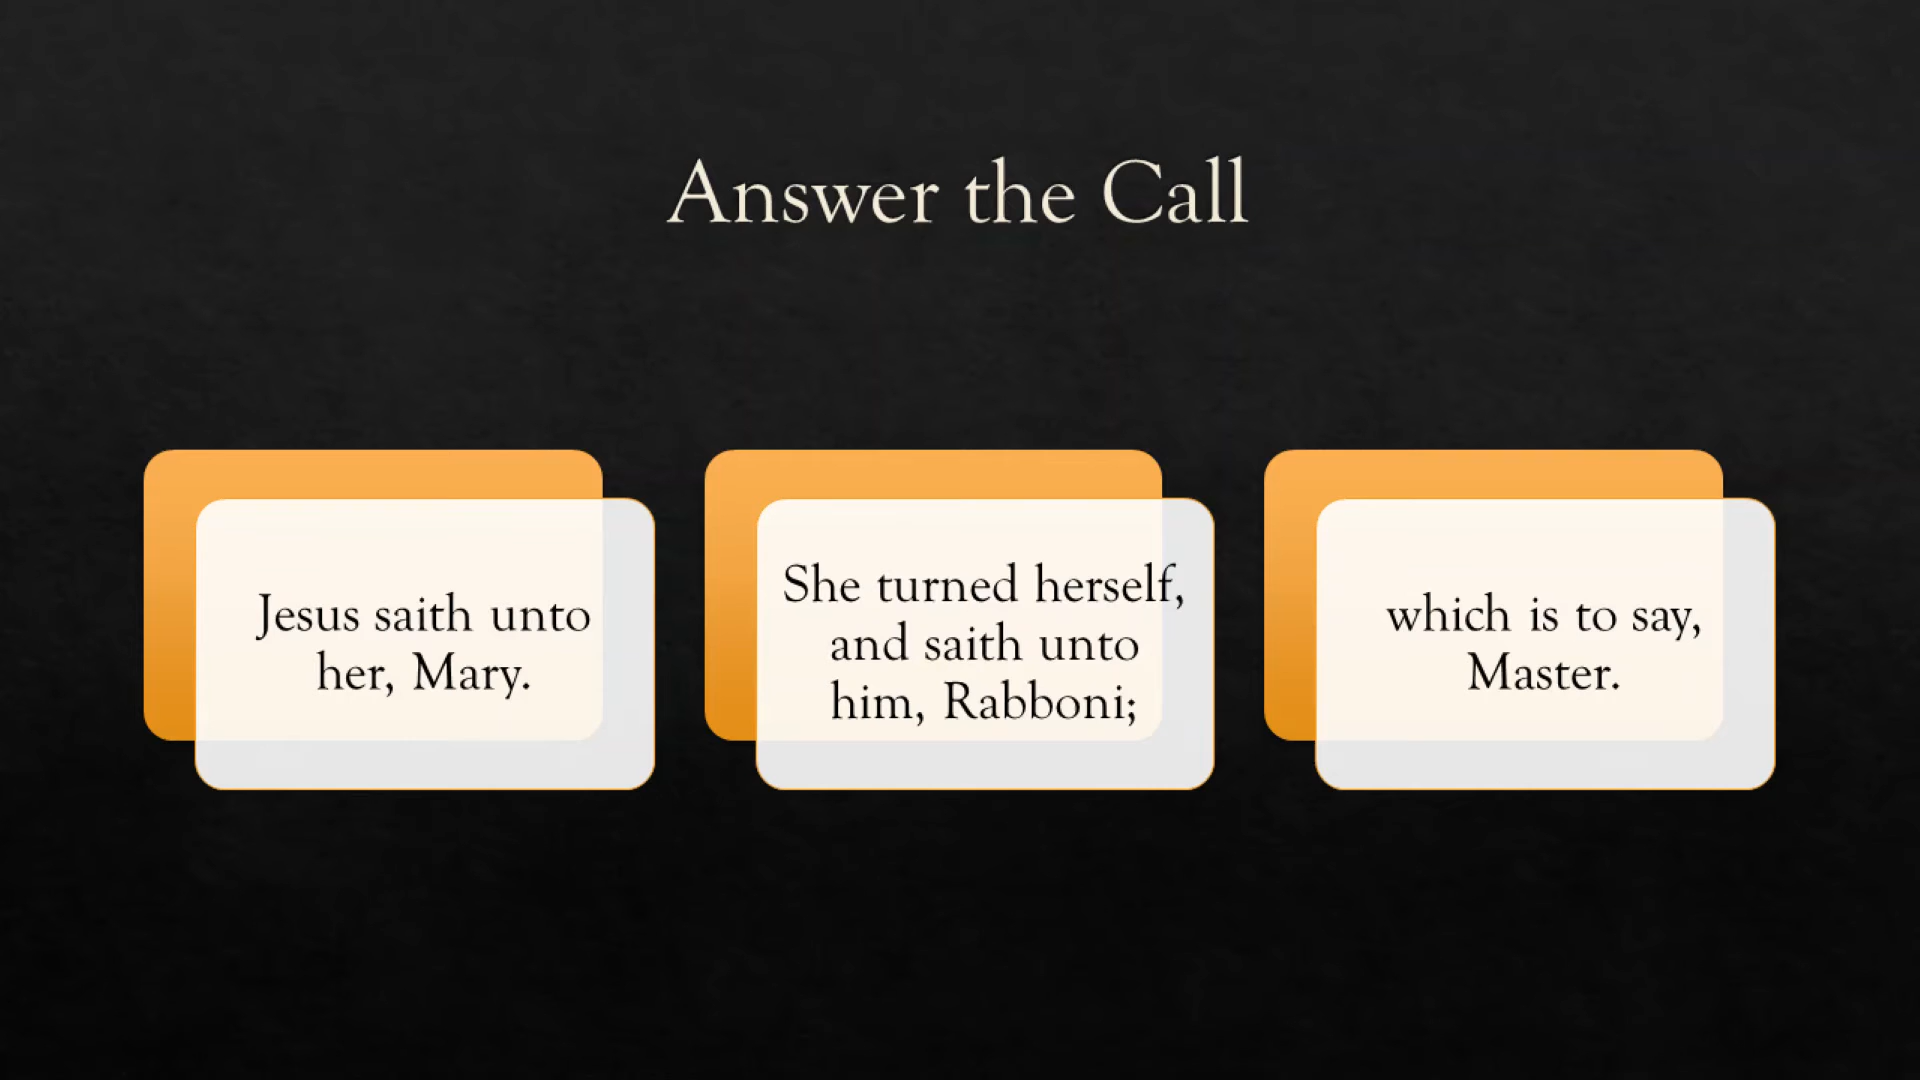 Answer the Call
Jesus saith unto
her, Mary.
She turned herself,
and saith unto
him, Rabboni;
which is to say,
Master.